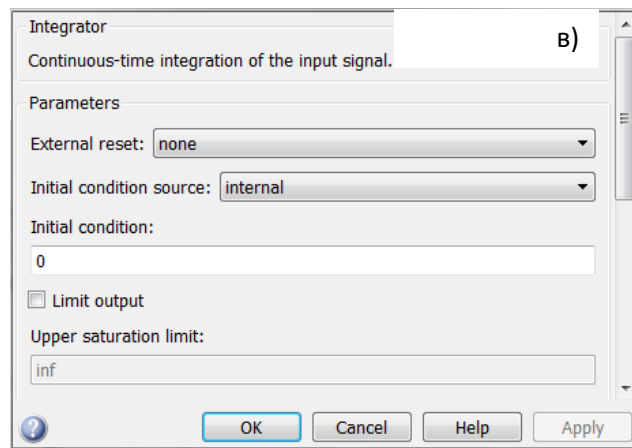 Integrator
в)
Continuous-time integration of the input signal.
Parameters
External reset: none
Initial condition source: internal
Initial condition:
0
Limit output
Upper saturation limit:
inf
OK Cancel Help Apply